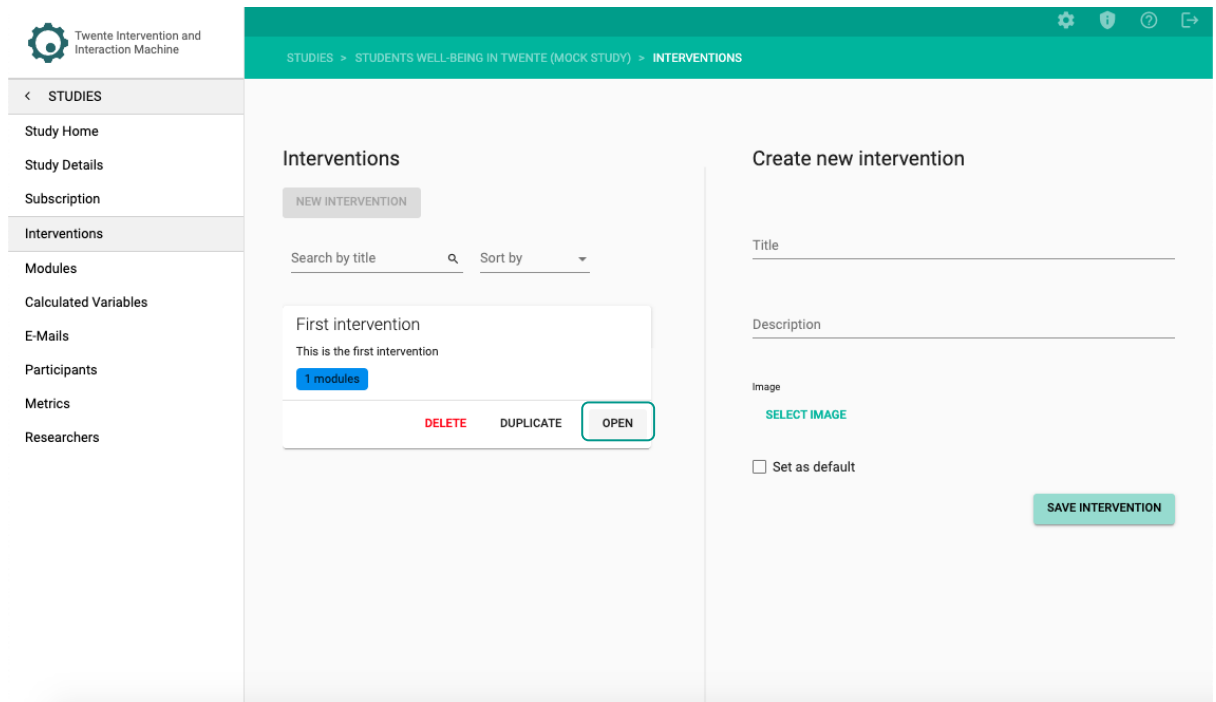 Twente Intervention and
Interaction Machine
STUDIES > STUDENTS WELL-BEING IN TWENTE (MOCK STUDY) > INTERVENTIONS
< STUDIES
Study Home
Study Details
Subscription
Interventions
Modules
Calculated Variables
E-Mails
Participants
Metrics
Researchers
Interventions
NEW INTERVENTION
Search by title
Sort by
First intervention
This is the first intervention
1 modules
DELETE DUPLICATE OPEN
Create new intervention
Title
Description
Image
SELECT IMAGE
Set as default
SAVE INTERVENTION